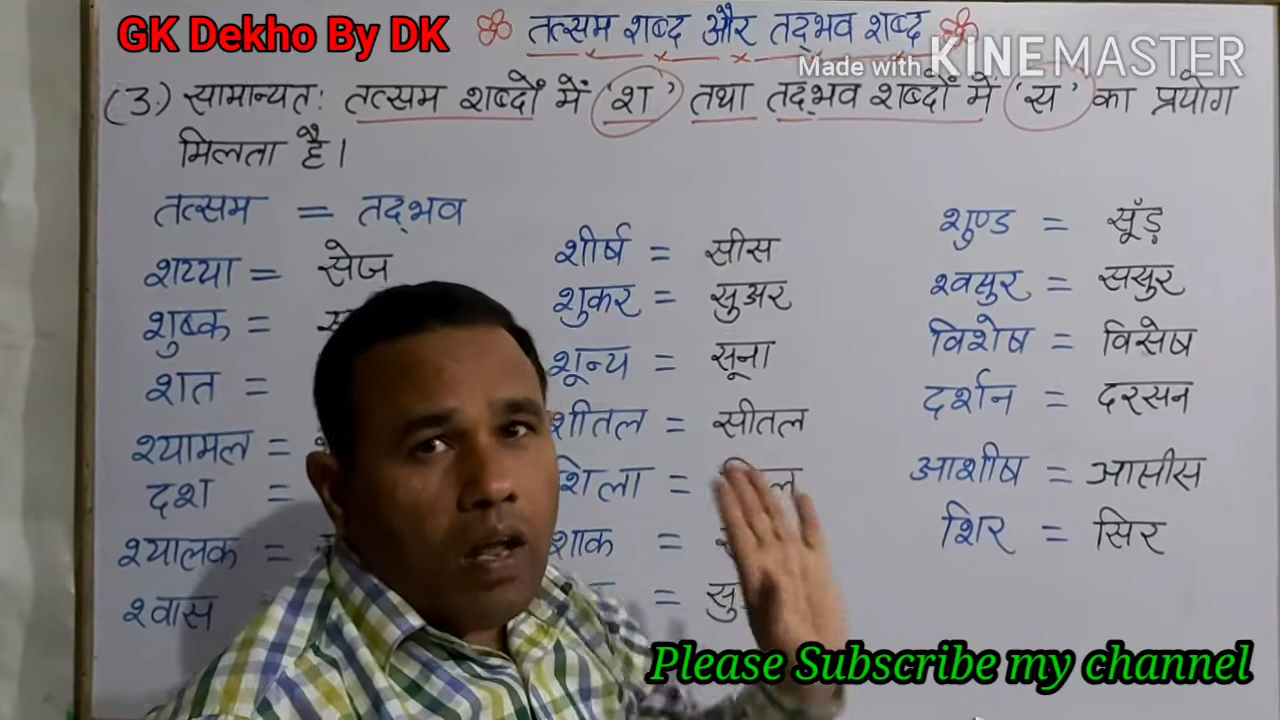 GK Dekho By DK
तत्सम शब्द और तद्भव शब्द
Made with KINEMASTER
(3.) सामान्यतः तत्सम शब्दों में 'श' तथा तद्भव शब्दों में 'स' का प्रयोग
मिलता है।
तत्सम = तद्भव
शय्या = सेज
शुष्क =
शत =
श्यामल =
दश =
श्यालक =
श्वास
शीर्ष = सीस
शुकर = सुअर
शून्य = सूना
शीतल = सीतल
शिला =
शाक =
=
शुण्ड = सूँड़
श्वसुर = ससुर
विशेष = विसेष
दर्शन = दरसन
आशीष = आसीस
शिर = सिर
Please Subscribe my channel